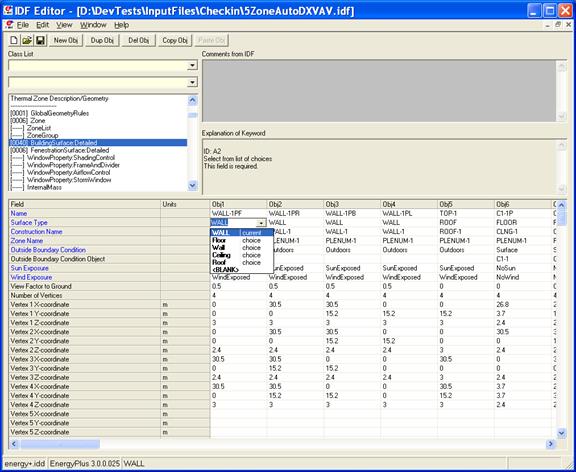 IDF Editor - [D:\DevTests\InputFiles\Checkin\5ZoneAutoDXVAV.idf]
File Edit View Window Help
New Obj Dup Obj Del Obj Copy Obj Paste Obj
Class List Comments from IDF
Thermal Zone Description/Geometry
[0001] GlobalGeometryRules
[0006] Zone
[-----] ZoneList
[-----] ZoneGroup
[0040] BuildingSurface:Detailed
[0006] FenestrationSurface:Detailed
[-----] WindowProperty:ShadingControl
[-----] WindowProperty:FrameAndDivider
[-----] WindowProperty:AirflowControl
[-----] WindowProperty:StormWindow
[-----] InternalMass
Explanation of Keyword
ID: A2
Select from list of choices
This field is required.
Field Units Obj1 Obj2 Obj3 Obj4 Obj5 Obj6
Name WALL-1PF WALL-1PR WALL-1PB WALL-1PL TOP-1 C1-1P
Surface Type WALL WALL WALL WALL ROOF FLOOR
Construction Name WALL current WALL-1 WALL-1 WALL-1 ROOF-1 CLNG-1
Zone Name Floor choice PLENUM-1 PLENUM-1 PLENUM-1 PLENUM-1 PLENUM-1
Outside Boundary Condition Wall choice Outdoors Outdoors Outdoors Outdoors Surface
Outside Boundary Condition Object Ceiling choice C1-1
Sun Exposure Roof choice SunExposed SunExposed SunExposed SunExposed NoSun
Wind Exposure <BLANK> WindExposed WindExposed WindExposed WindExposed NoWind
View Factor to Ground 0.5 0.5 0.5 0.5 0 0
Number of Vertices 4 4 4 4 4 4
Vertex 1 X-coordinate m 0 30.5 30.5 0 0 26.8
Vertex 1 Y-coordinate m 0 0 15.2 15.2 15.2 3.7
Vertex 1 Z-coordinate m 3 3 3 3 3 2.4
Vertex 2 X-coordinate m 0 30.5 30.5 0 0 30.5
Vertex 2 Y-coordinate m 0 0 15.2 15.2 0 0
Vertex 2 Z-coordinate m 2.4 2.4 2.4 2.4 3 2.4
Vertex 3 X-coordinate m 30.5 30.5 0 0 30.5 0
Vertex 3 Y-coordinate m 0 15.2 15.2 0 0 0
Vertex 3 Z-coordinate m 2.4 2.4 2.4 2.4 3 2.4
Vertex 4 X-coordinate m 30.5 30.5 0 0 30.5 3.7
Vertex 4 Y-coordinate m 0 15.2 15.2 0 15.2 3.7
Vertex 4 Z-coordinate m 3 3 3 3 3 2.4
Vertex 5 X-coordinate m
Vertex 5 Y-coordinate m
Vertex 5 Z-coordinate m
energy+.idd EnergyPlus 3.0.0.025 WALL